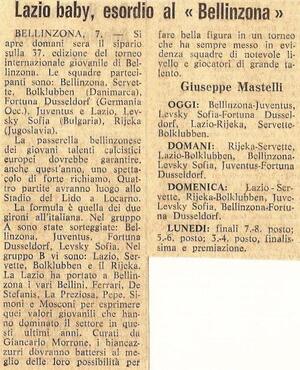 Lazio baby, esordio al « Bellinzona »
BELLINZONA, 7. — Si
apre domani sera il sipario
sulla 37. edizione del torneo
internazionale giovanile di Bel-
linzona. Le squadre parteci-
panti sono: Bellinzona, Servet-
te, Bolklubben (Danimarca),
Fortuna Dusseldorf (Germania
Occ.), Juventus e Lazio, Lev-
sky Sofia (Bulgaria), Rijeka
(Jugoslavia).
La passerella bellinzonese
dei giovani talenti calcistici
europei dovrebbe garantire,
anche quest'anno, uno spetta-
colo di forte richiamo. Quat-
tro partite avranno luogo allo
Stadio del Lido a Locarno.
La formula è quella dei due
gironi all'italiana. Nel gruppo
A sono state sorteggiate: Bel-
linzona, Juventus, Fortuna
Dusseldorf, Levsky Sofia. Nel
gruppo B vi sono: Lazio, Ser-
vette, Bolklubben e il Rijeka.
La Lazio ha portato a Bellin-
zona i vari Bellini, Ferrari, De
Stefanis, La Preziosa, Pepe, Si-
moni e Mosconi per esprimere
quei valori giovanili che han-
no dominato il settore in que-
sti ultimi anni. Curati da
Giancarlo Morrone, i biancaz-
zurri dovranno battersi al me-
glio delle loro possibilità per
fare bella figura in un torneo
che ha sempre messo in evi-
denza squadre di notevole li-
vello e giocatori di grande ta-
lento.
Giuseppe Mastelli
OGGI: Bellinzona-Juventus,
Levsky Sofia-Fortuna Dussel-
dorf, Lazio-Rijeka, Servette-
Bolklubben.
DOMANI: Rijeka-Servette,
Lazio-Bolklubben, Bellinzona-
Levsky Sofia, Juventus-Fortu-
na Dusseldorf.
DOMENICA: Lazio-Ser-
vette, Rijeka-Bolklubben, Juve-
Levsky Sofia, Bellinzona-Fortu-
na Dusseldorf.
LUNEDI: finali 7.-8. posto;
5.-6. posto; 3.-4. posto, finalis-
sima e premiazione.